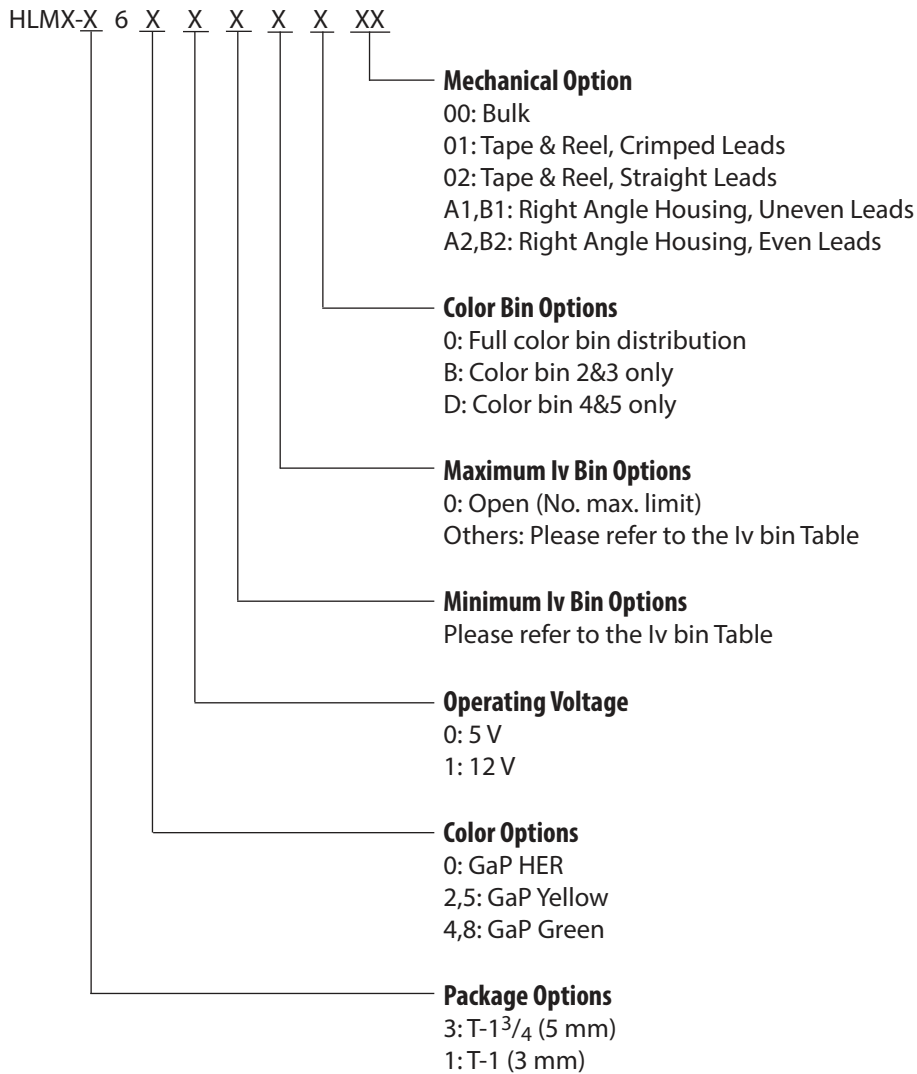 HLMX-X 6 X X X X X XX
Mechanical Option
00: Bulk
01: Tape & Reel, Crimped Leads
02: Tape & Reel, Straight Leads
A1,B1: Right Angle Housing, Uneven Leads
A2,B2: Right Angle Housing, Even Leads
Color Bin Options
0: Full color bin distribution
B: Color bin 2&3 only
D: Color bin 4&5 only
Maximum Iv Bin Options
0: Open (No. max. limit)
Others: Please refer to the Iv bin Table
Minimum Iv Bin Options
Please refer to the Iv bin Table
Operating Voltage
0: 5 V
1: 12 V
Color Options
0: GaP HER
2,5: GaP Yellow
4,8: GaP Green
Package Options
3: T-1 3/4 (5 mm)
1: T-1 (3 mm)